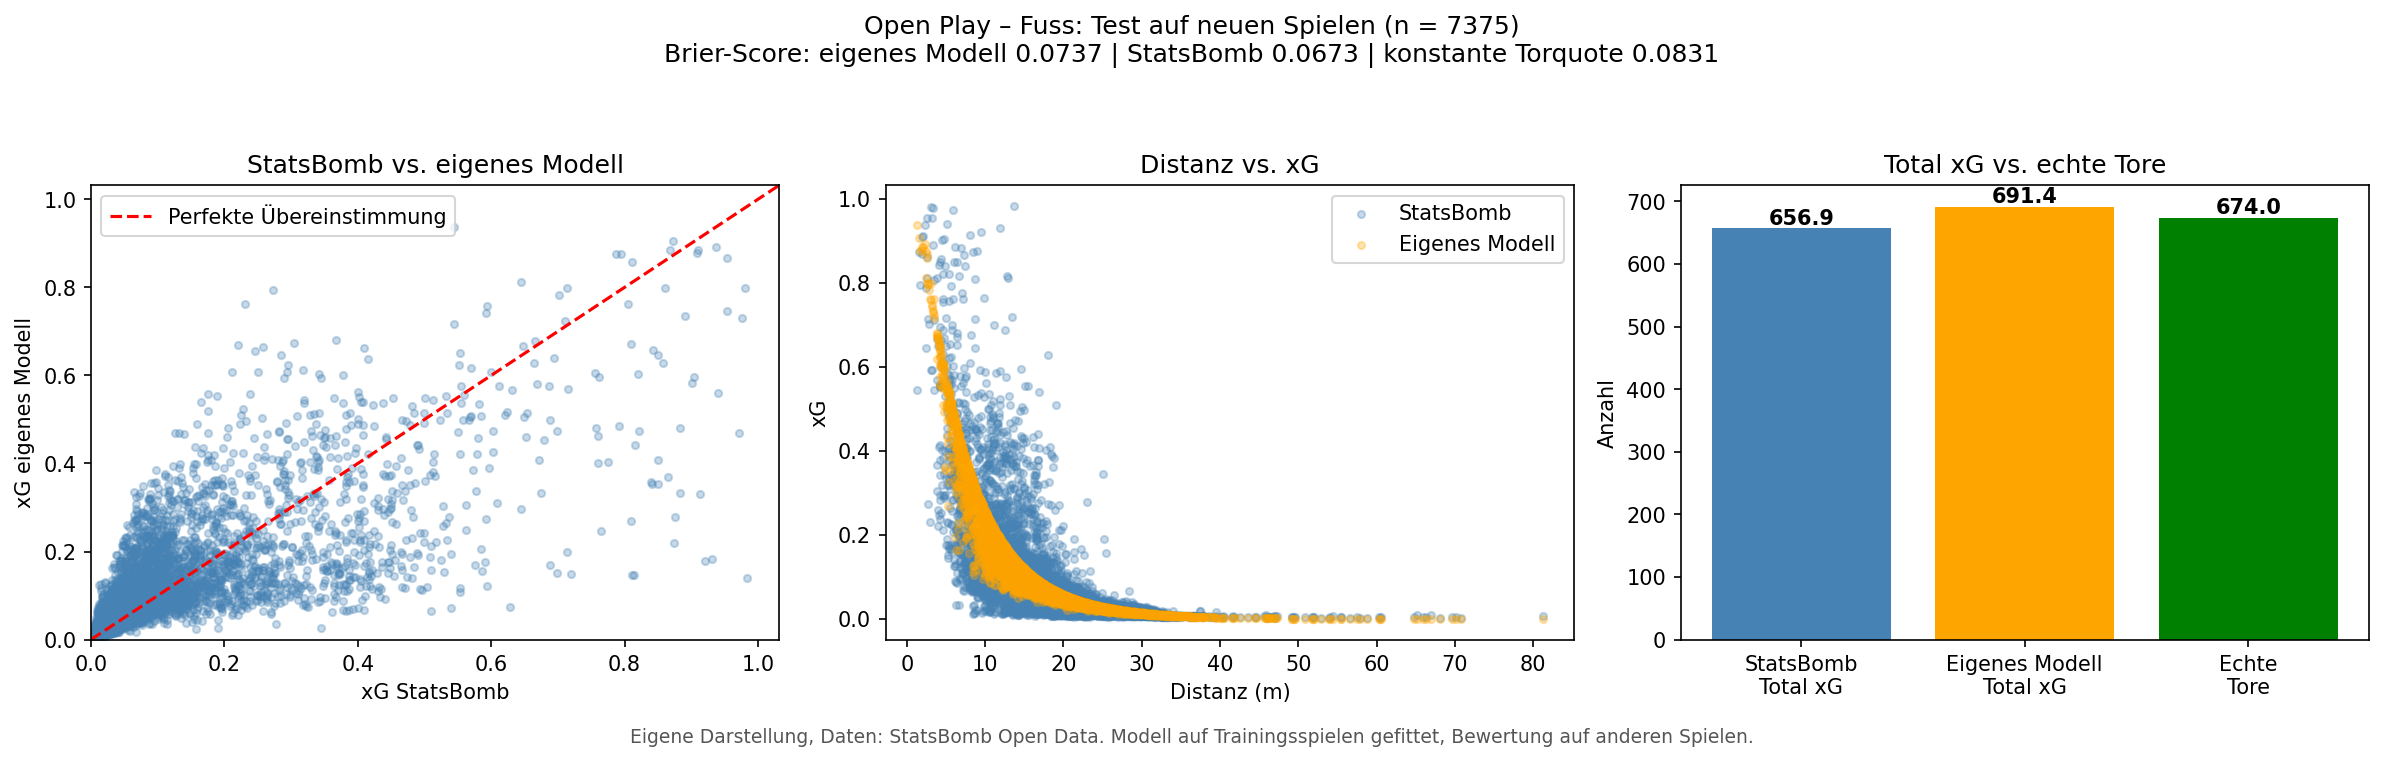 Open Play – Fuss: Test auf neuen Spielen (n = 7375)
Brier-Score: eigenes Modell 0.0737 | StatsBomb 0.0673 | konstante Torquote 0.0831
StatsBomb vs. eigenes Modell
Perfekte Übereinstimmung
xG eigenes Modell
1.0
0.8
0.6
0.4
0.2
0.0
0.0 0.2 0.4 0.6 0.8 1.0
xG StatsBomb
Distanz vs. xG
StatsBomb
Eigenes Modell
xG
1.0
0.8
0.6
0.4
0.2
0.0
0 10 20 30 40 50 60 70 80
Distanz (m)
Total xG vs. echte Tore
Anzahl
700
600
500
400
300
200
100
0
656.9
691.4
674.0
StatsBomb
Total xG
Eigenes Modell
Total xG
Echte
Tore
Eigene Darstellung, Daten: StatsBomb Open Data. Modell auf Trainingsspielen gefittet, Bewertung auf anderen Spielen.